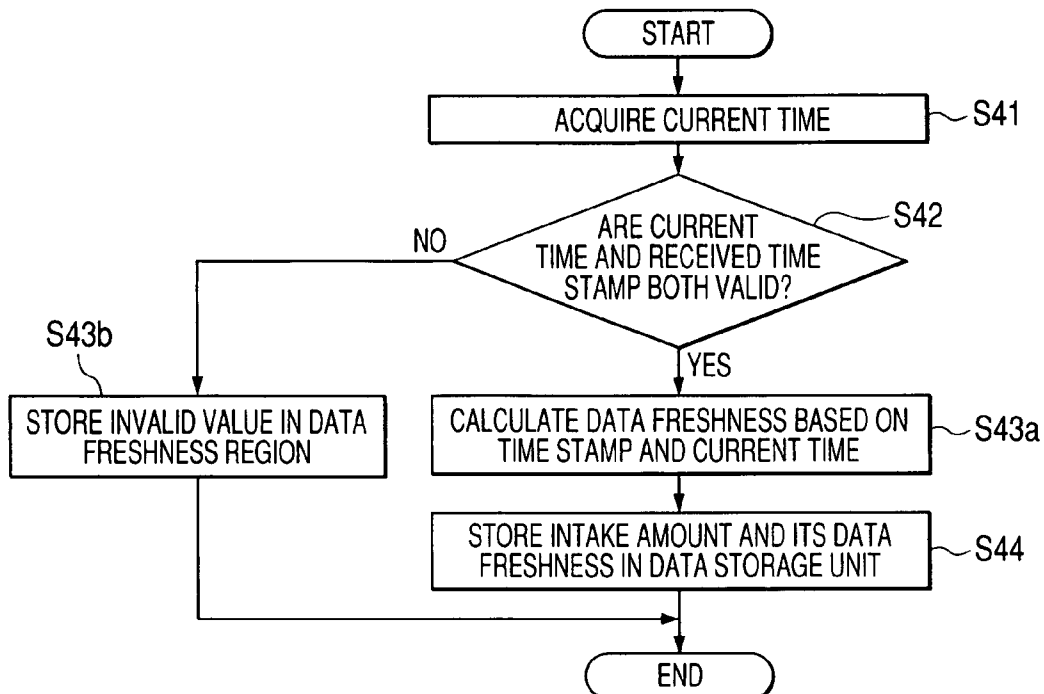 START
ACQUIRE CURRENT TIME
S41
ARE CURRENT
TIME AND RECEIVED TIME
STAMP BOTH VALID?
S42
NO
YES
S43b
STORE INVALID VALUE IN DATA
FRESHNESS REGION
CALCULATE DATA FRESHNESS BASED ON
TIME STAMP AND CURRENT TIME
S43a
STORE INTAKE AMOUNT AND ITS DATA
FRESHNESS IN DATA STORAGE UNIT
S44
END